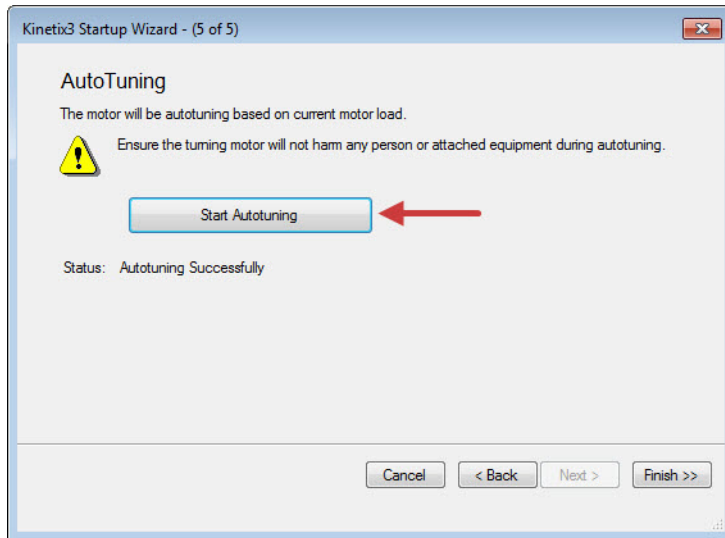 Kinetix3 Startup Wizard - (5 of 5)
AutoTuning
The motor will be autotuning based on current motor load.
Ensure the turning motor will not harm any person or attached equipment during autotuning.
Start Autotuning
Status: Autotuning Successfully
Cancel < Back Next > Finish >>